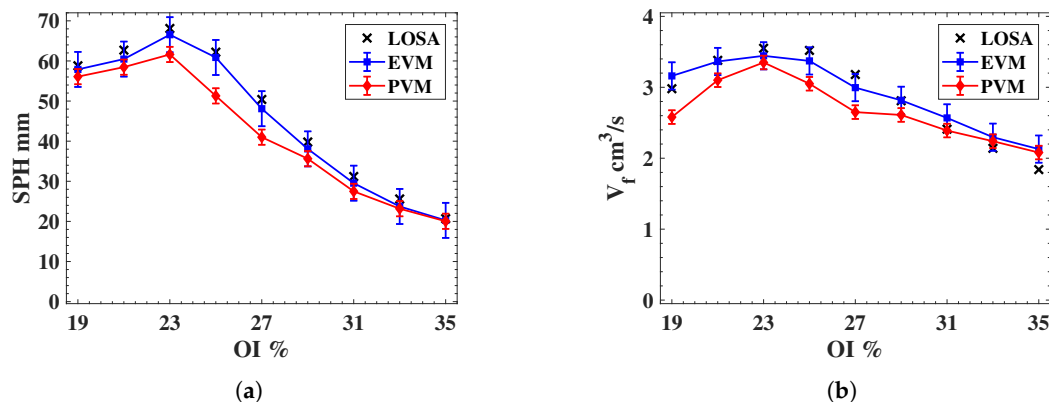 70
60
50
40
30
20
10
0
SPH mm
19 23 27 31 35
OI %
LOSA
EVM
PVM
(a)
4
3
2
1
0
V_f cm^3/s
19 23 27 31 35
OI %
LOSA
EVM
PVM
(b)